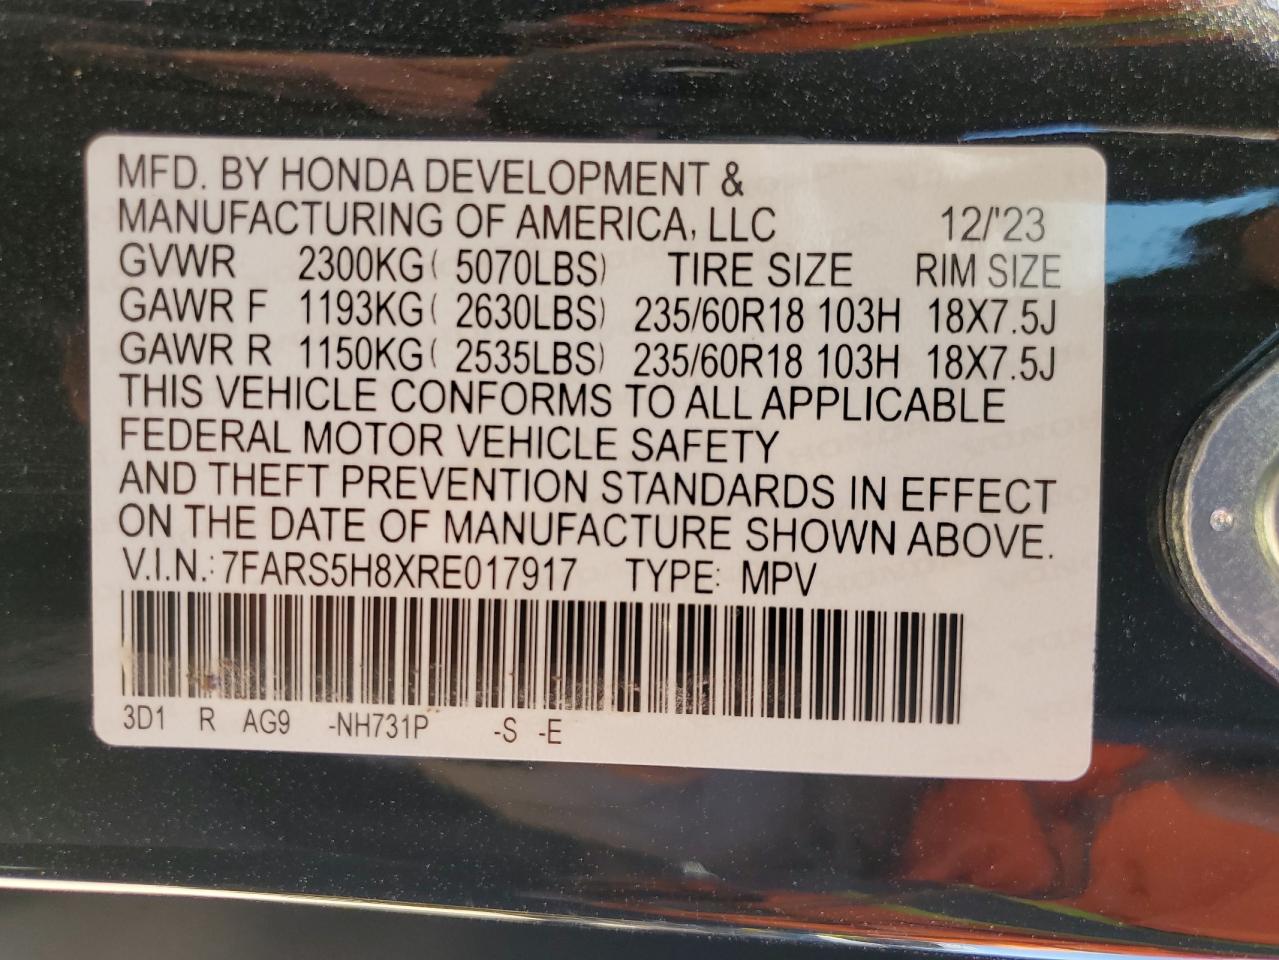 MFD. BY HONDA DEVELOPMENT &
MANUFACTURING OF AMERICA, LLC 12/'23
GVWR 2300KG( 5070LBS) TIRE SIZE RIM SIZE
GAWR F 1193KG( 2630LBS) 235/60R18 103H 18X7.5J
GAWR R 1150KG( 2535LBS) 235/60R18 103H 18X7.5J
THIS VEHICLE CONFORMS TO ALL APPLICABLE
FEDERAL MOTOR VEHICLE SAFETY
AND THEFT PREVENTION STANDARDS IN EFFECT
ON THE DATE OF MANUFACTURE SHOWN ABOVE.
V.I.N.: 7FARS5H8XRE017917 TYPE: MPV
3D1 R AG9 -NH731P -S -E